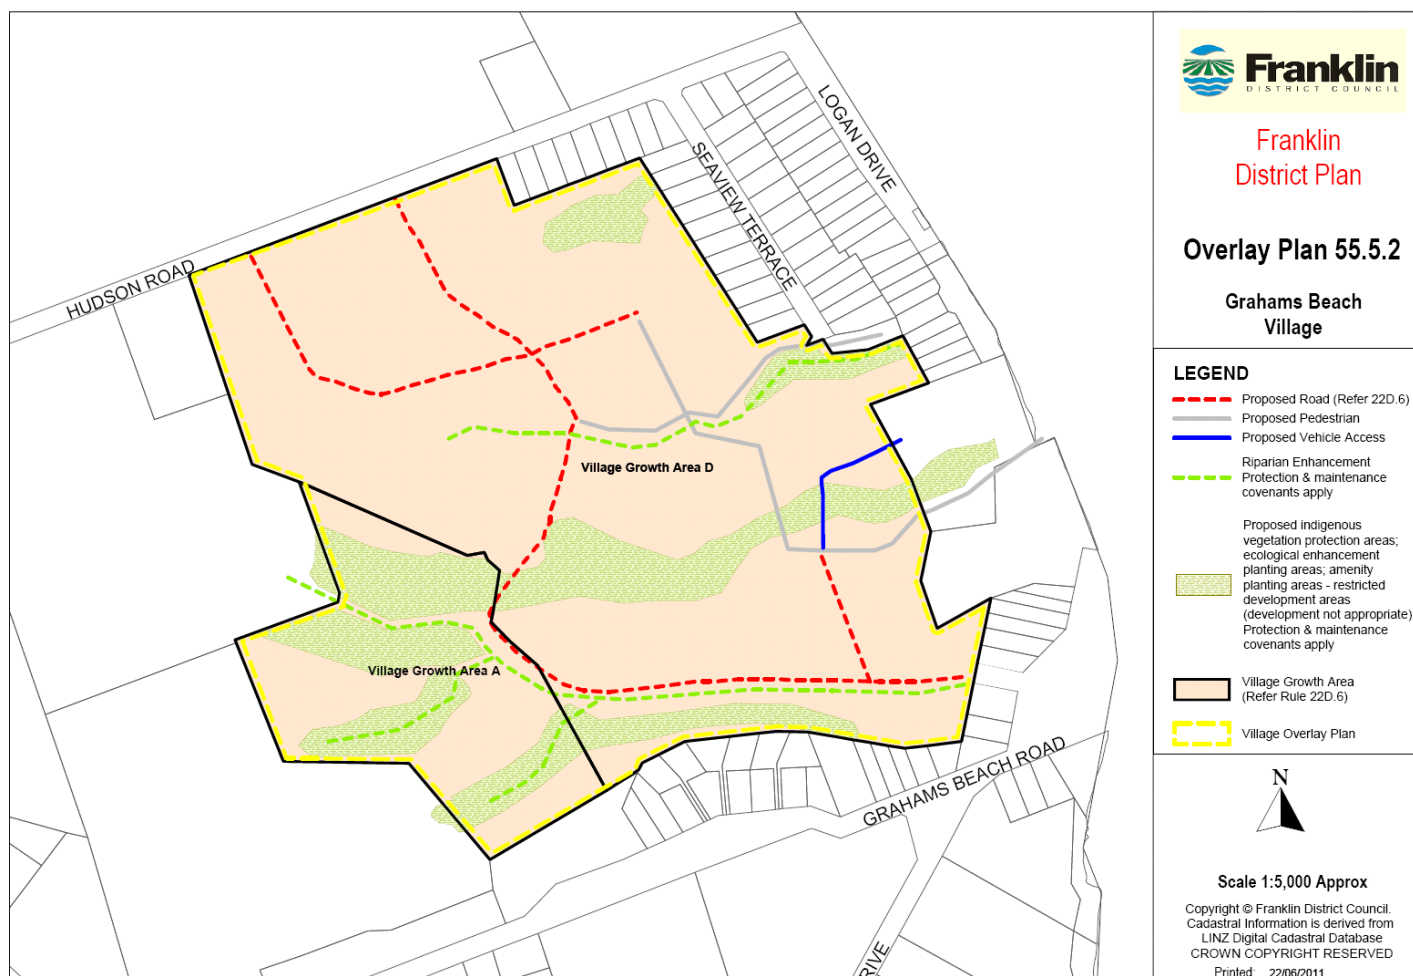 Franklin
DISTRICT COUNCIL
Franklin
District Plan
Overlay Plan 55.5.2
Grahams Beach
Village
LEGEND
Proposed Road (Refer 22D.6)
Proposed Pedestrian
Proposed Vehicle Access
Riparian Enhancement
Protection & maintenance
covenants apply
Proposed indigenous
vegetation protection areas;
ecological enhancement
planting areas; amenity
planting areas - restricted
development areas
(development not appropriate)
Protection & maintenance
covenants apply
Village Growth Area
(Refer Rule 22D.6)
Village Overlay Plan
N
Scale 1:5,000 Approx
Copyright © Franklin District Council.
Cadastral Information is derived from
LINZ Digital Cadastral Database
CROWN COPYRIGHT RESERVED
Printed: 22/06/2011
HUDSON ROAD
SEAVIEW TERRACE
LOGAN DRIVE
Village Growth Area D
Village Growth Area A
GRAHAMS BEACH ROAD
RIVE